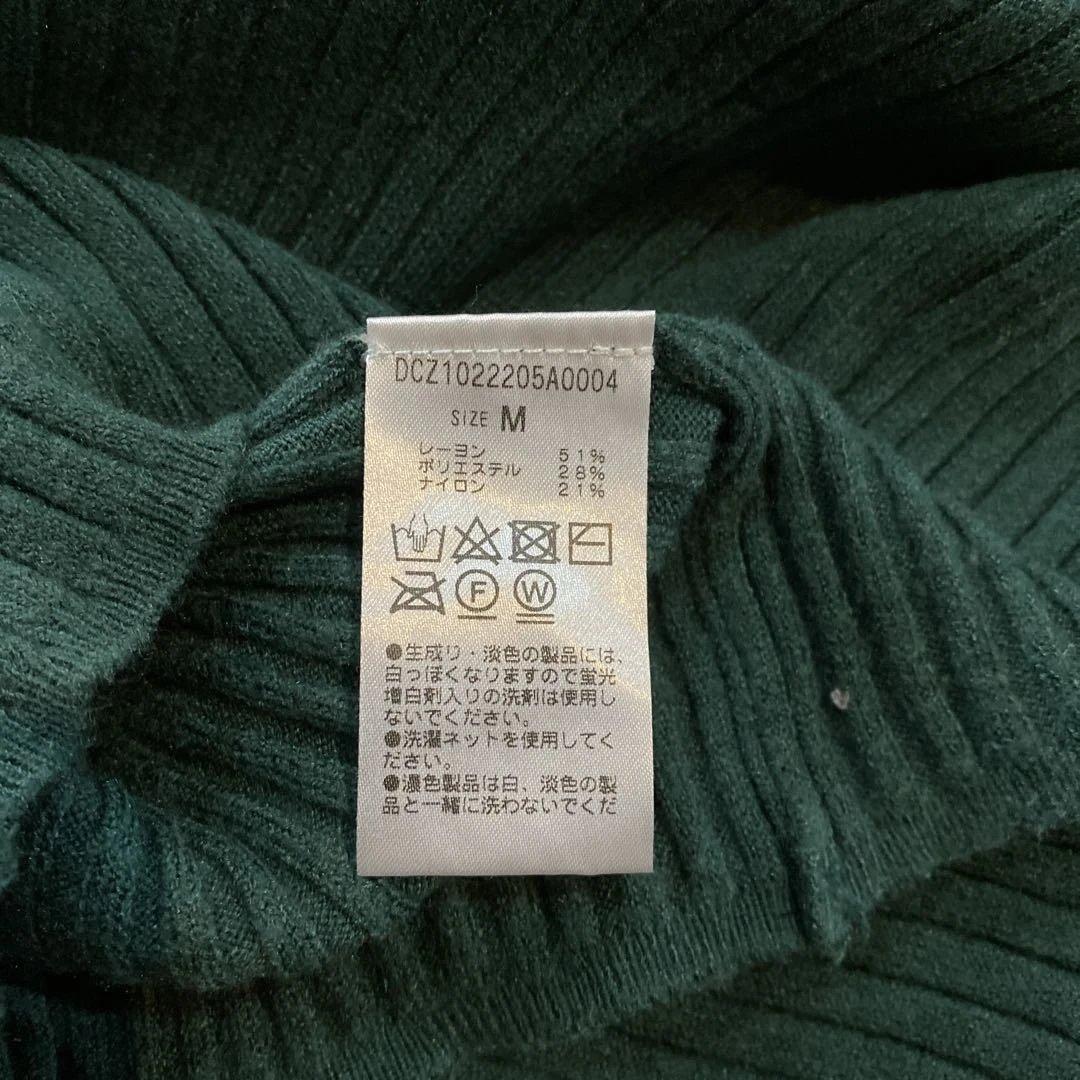 DCZ1022205A0004
SIZE M
レーヨン 51%
ポリエステル 28%
ナイロン 21%
F W
●生成り・淡色の製品には、
白っぽくなりますので蛍光
増白剤入りの洗剤は使用し
ないでください。
●洗濯ネットを使用してく
ださい。
●濃色製品は白、淡色の製
品と一緒に洗わないでくだ